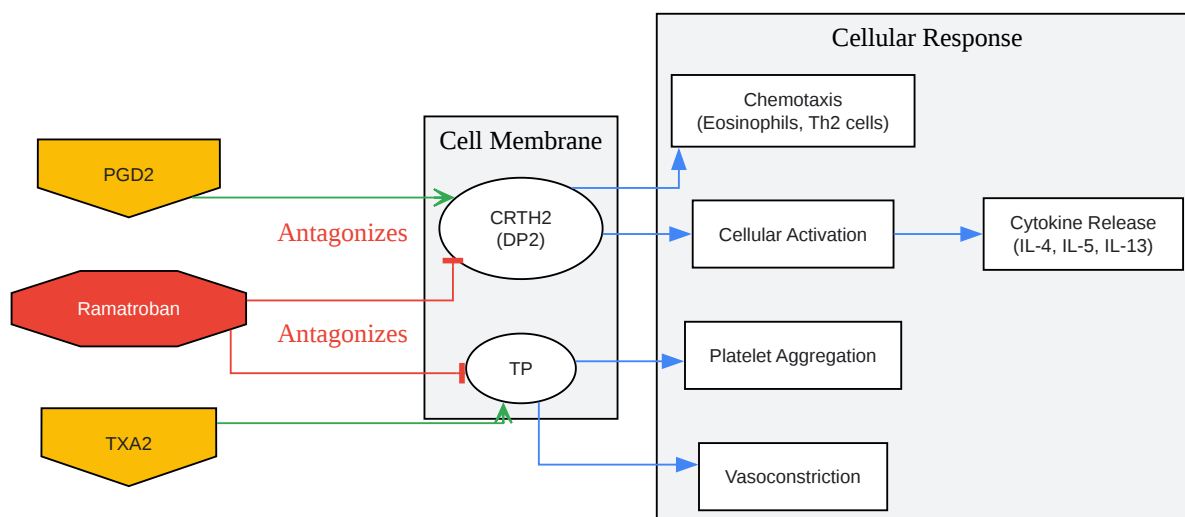 PGD2
Ramatroban
TXA2
Antagonizes
Antagonizes
Cell Membrane
CRTH2
(DP2)
TP
Cellular Response
Chemotaxis
(Eosinophils, Th2 cells)
Cellular Activation
Cytokine Release
(IL-4, IL-5, IL-13)
Platelet Aggregation
Vasoconstriction